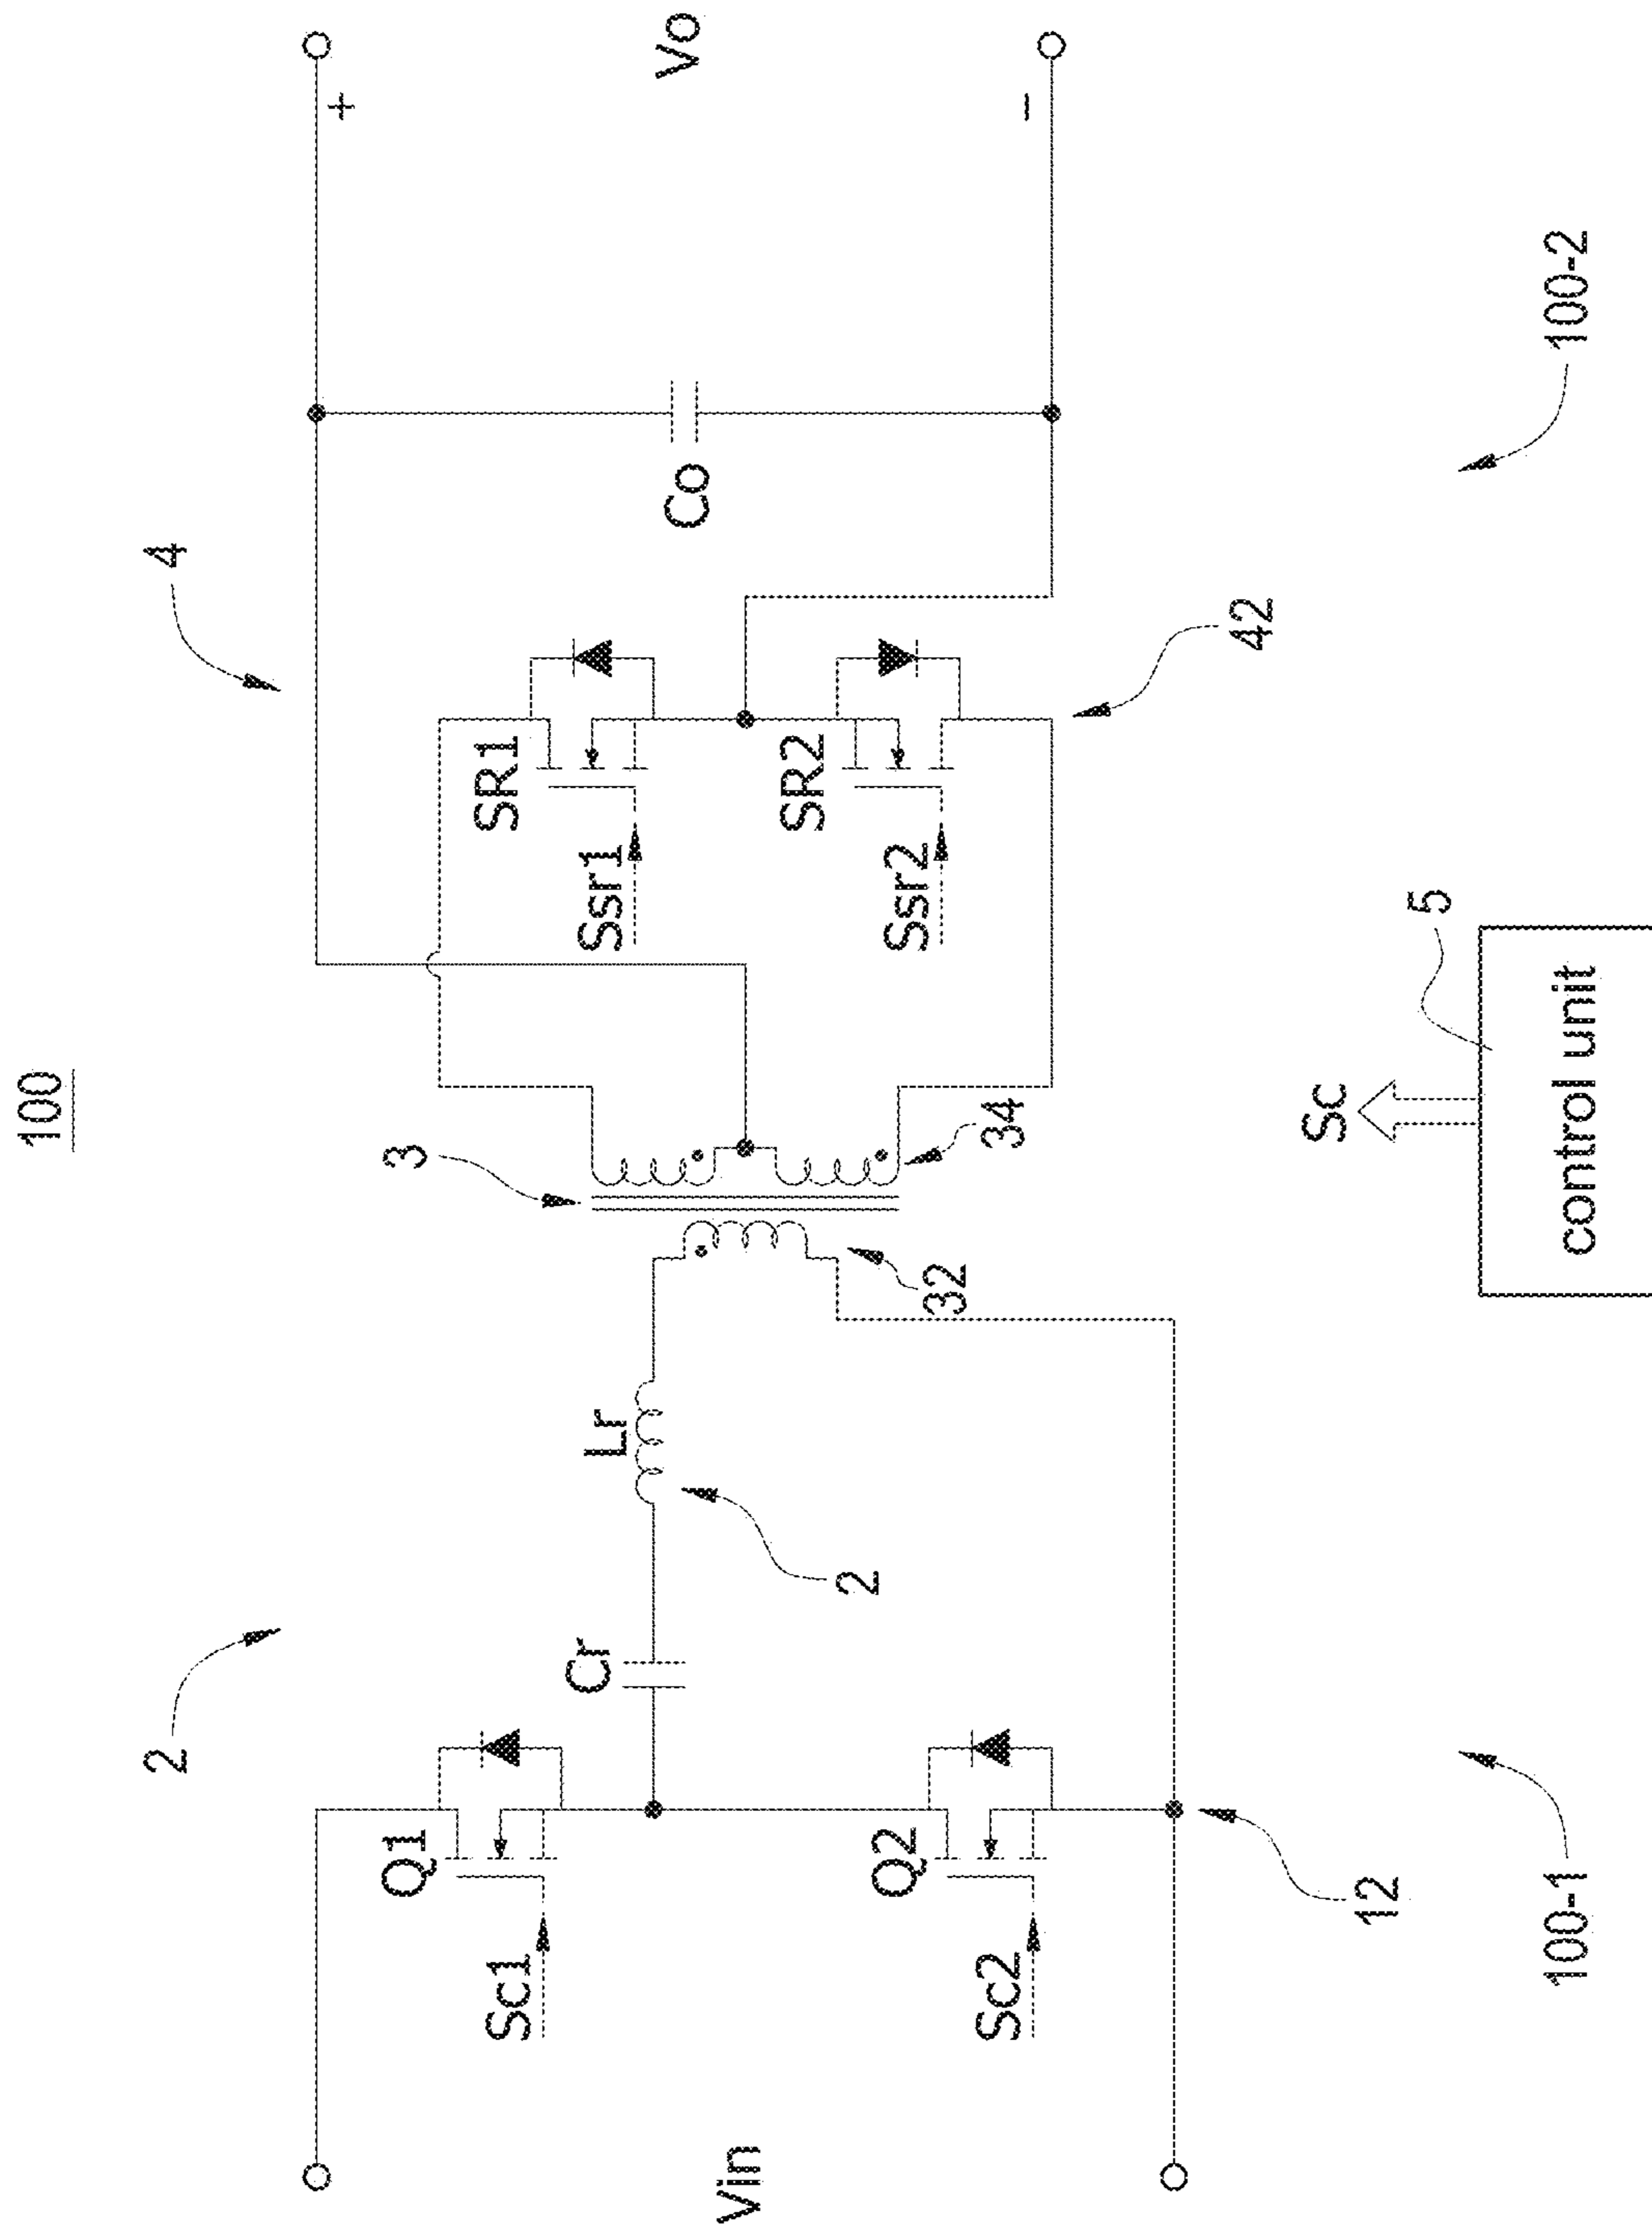 100
2
4
3
Q1
Sc1
Cr
Lr
SR1
Ssr1
Vin
Co
Vo
+
2
32
34
SR2
Ssr2
Q2
Sc2
−
12
42
Sc
5
control unit
100-1
100-2